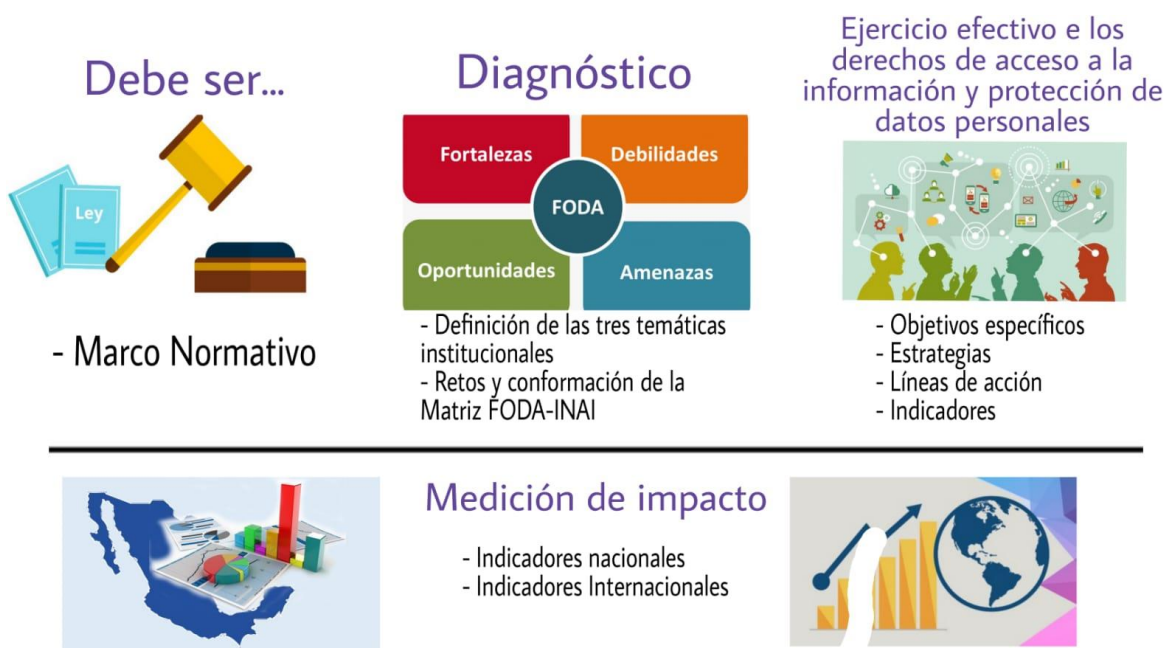 Debe ser...
Ley
- Marco Normativo
Diagnóstico
Fortalezas
Debilidades
FODA
Oportunidades
Amenazas
- Definición de las tres temáticas
institucionales
- Retos y conformación de la
Matriz FODA-INAI
Ejercicio efectivo e los
derechos de acceso a la
información y protección de
datos personales
- Objetivos específicos
- Estrategias
- Líneas de acción
- Indicadores
Medición de impacto
- Indicadores nacionales
- Indicadores Internacionales